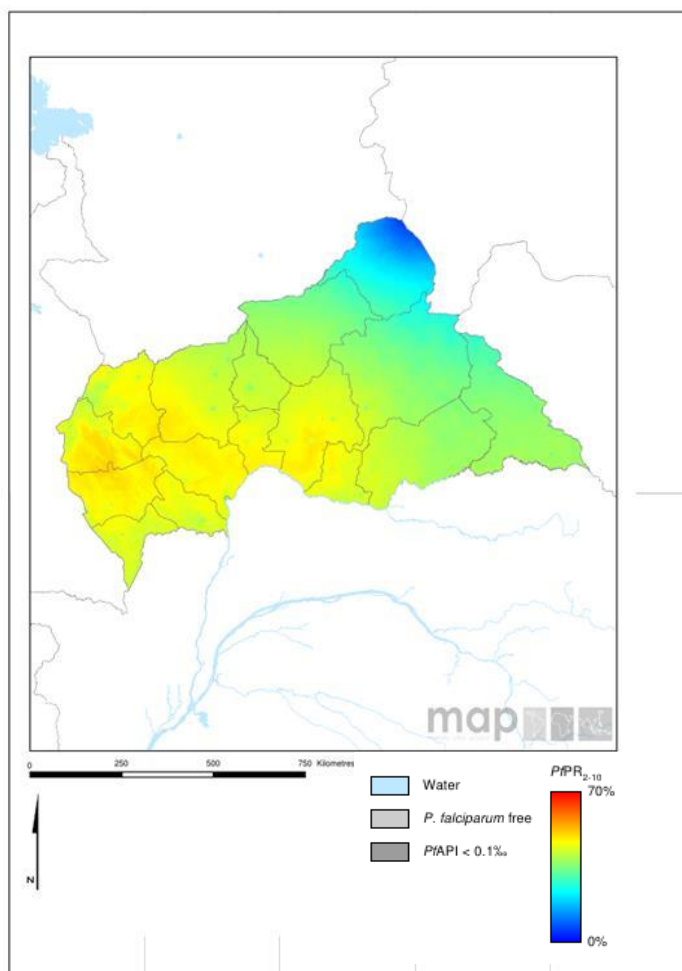 map
0 250 500 750 Kilometres
N
Water
P. falciparum free
PfAPI < 0.1‰
PfPR2-10
70%
0%